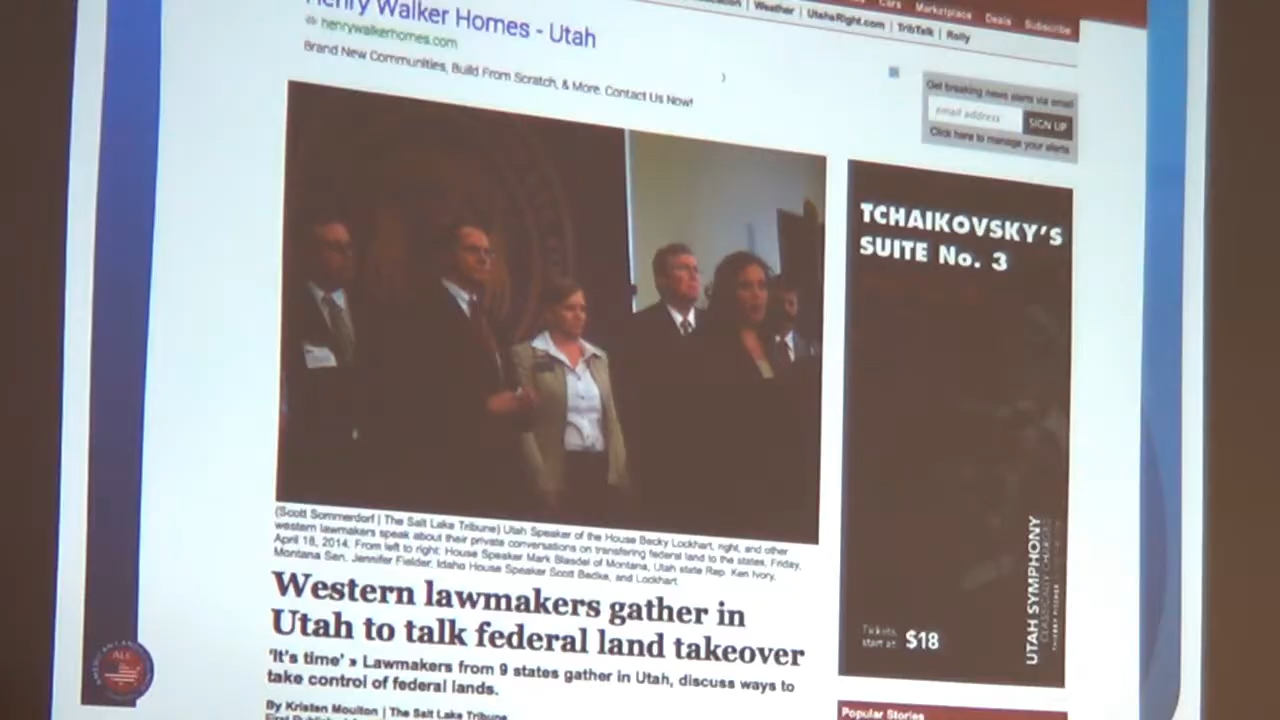 Henry Walker Homes - Utah
henrywalkerhomes.com
Brand New Communities, Build From Scratch, & More. Contact Us Now!
Cars Marketplace Deals Subscribe
| Weather | UtahsRight.com | TribTalk | Rolly
Get breaking news alerts via email
email address SIGN UP
Click here to manage your alerts
TCHAIKOVSKY'S
SUITE No. 3
Tickets
start at $18
UTAH SYMPHONY
(Scott Sommerdorf | The Salt Lake Tribune) Utah Speaker of the House Becky Lockhart, right, and other
western lawmakers speak about their private conversations on transfering federal land to the states, Friday,
April 18, 2014. From left to right: House Speaker Mark Blasdel of Montana, Utah state Rep. Ken Ivory,
Montana Sen. Jennifer Fielder, Idaho House Speaker Scott Bedke, and Lockhart.
Western lawmakers gather in
Utah to talk federal land takeover
'It's time' » Lawmakers from 9 states gather in Utah, discuss ways to
take control of federal lands.
By Kristen Moulton | The Salt Lake Tribune
Popular Stories